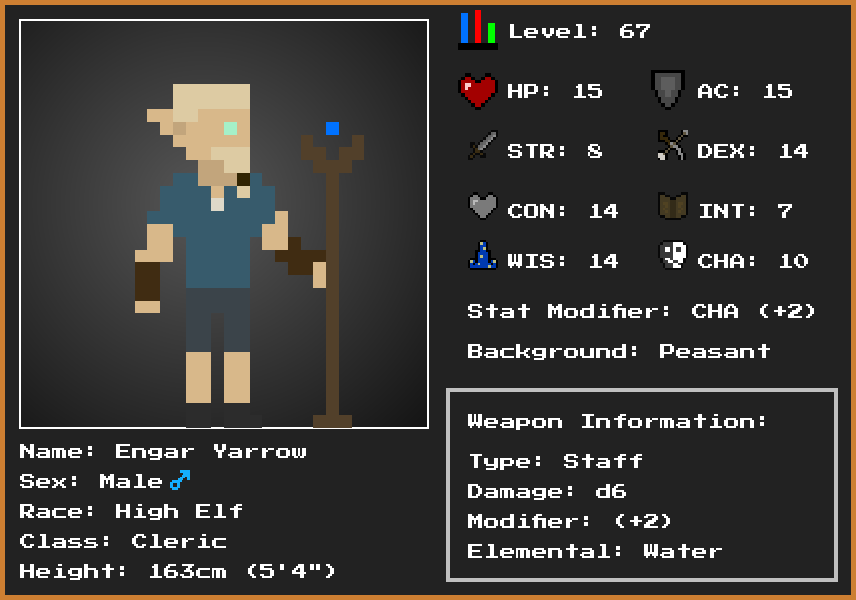 Level: 67
HP: 15 AC: 15
STR: 8 DEX: 14
CON: 14 INT: 7
WIS: 14 CHA: 10
Stat Modifier: CHA (+2)
Background: Peasant
Weapon Information:
Type: Staff
Damage: d6
Modifier: (+2)
Elemental: Water
Name: Engar Yarrow
Sex: Male ♂
Race: High Elf
Class: Cleric
Height: 163cm (5'4")